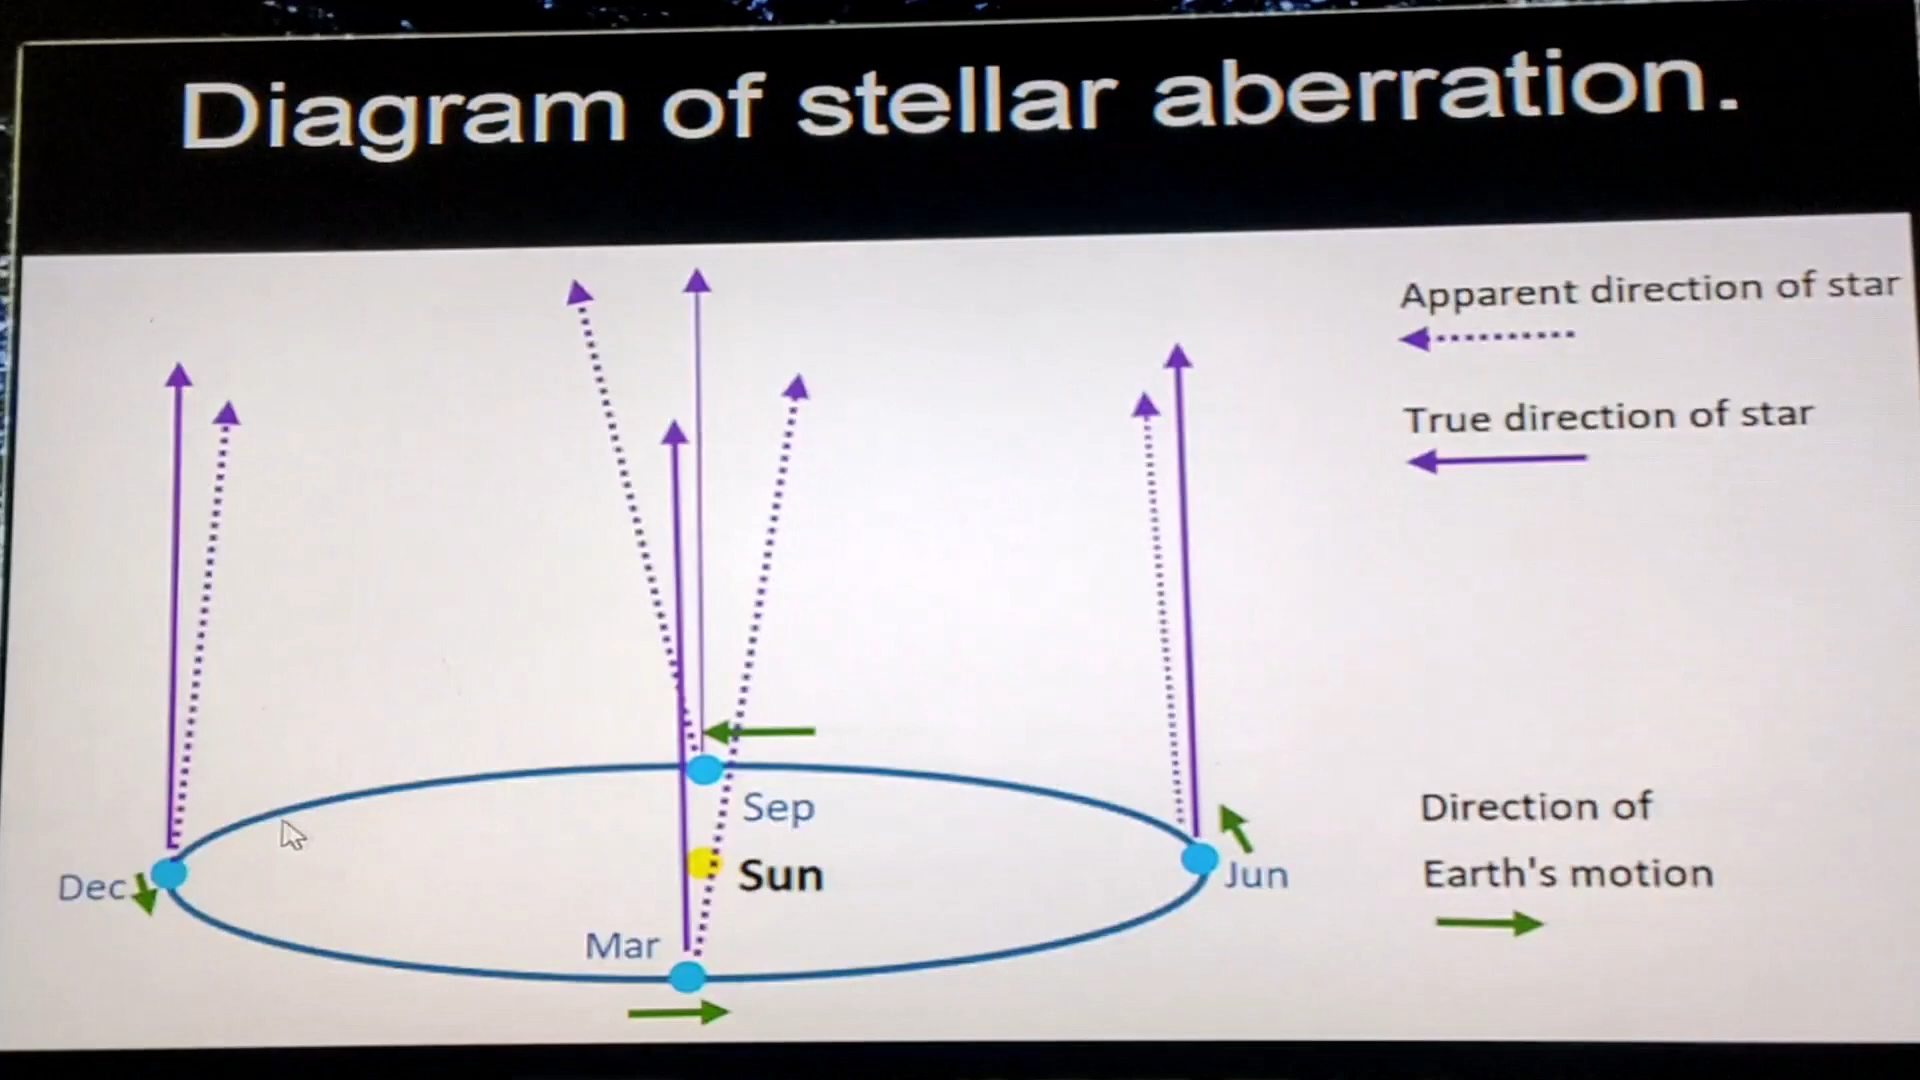 Diagram of stellar aberration.
Apparent direction of star
True direction of star
Sep
Sun
Dec
Jun
Mar
Direction of
Earth's motion